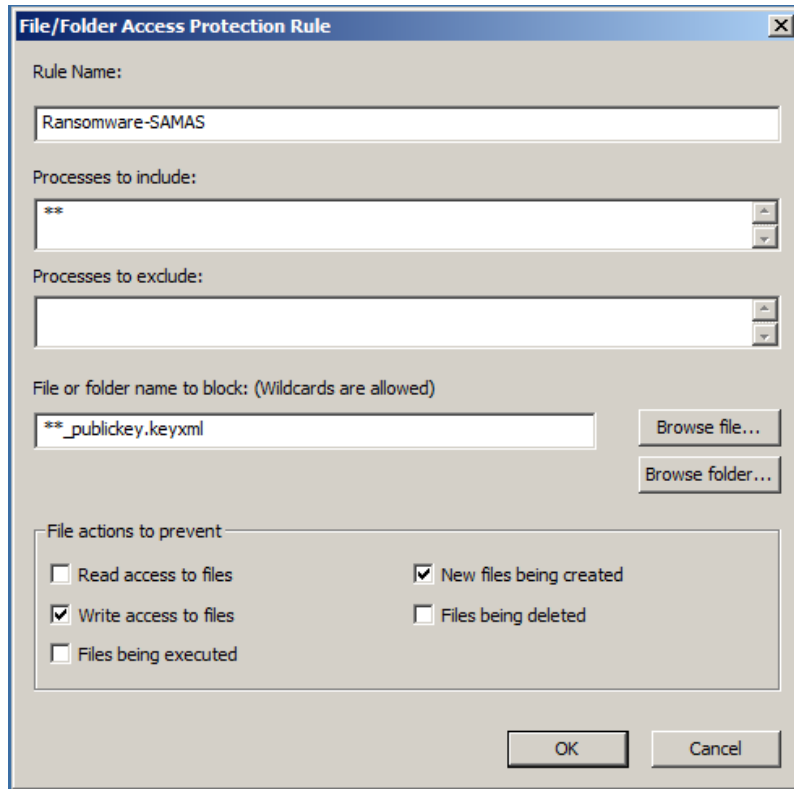 File/Folder Access Protection Rule
Rule Name:
Ransomware-SAMAS
Processes to include:
**
Processes to exclude:
File or folder name to block: (Wildcards are allowed)
**_publickey.keyxml
Browse file...
Browse folder...
File actions to prevent
Read access to files
New files being created
Write access to files
Files being deleted
Files being executed
OK
Cancel